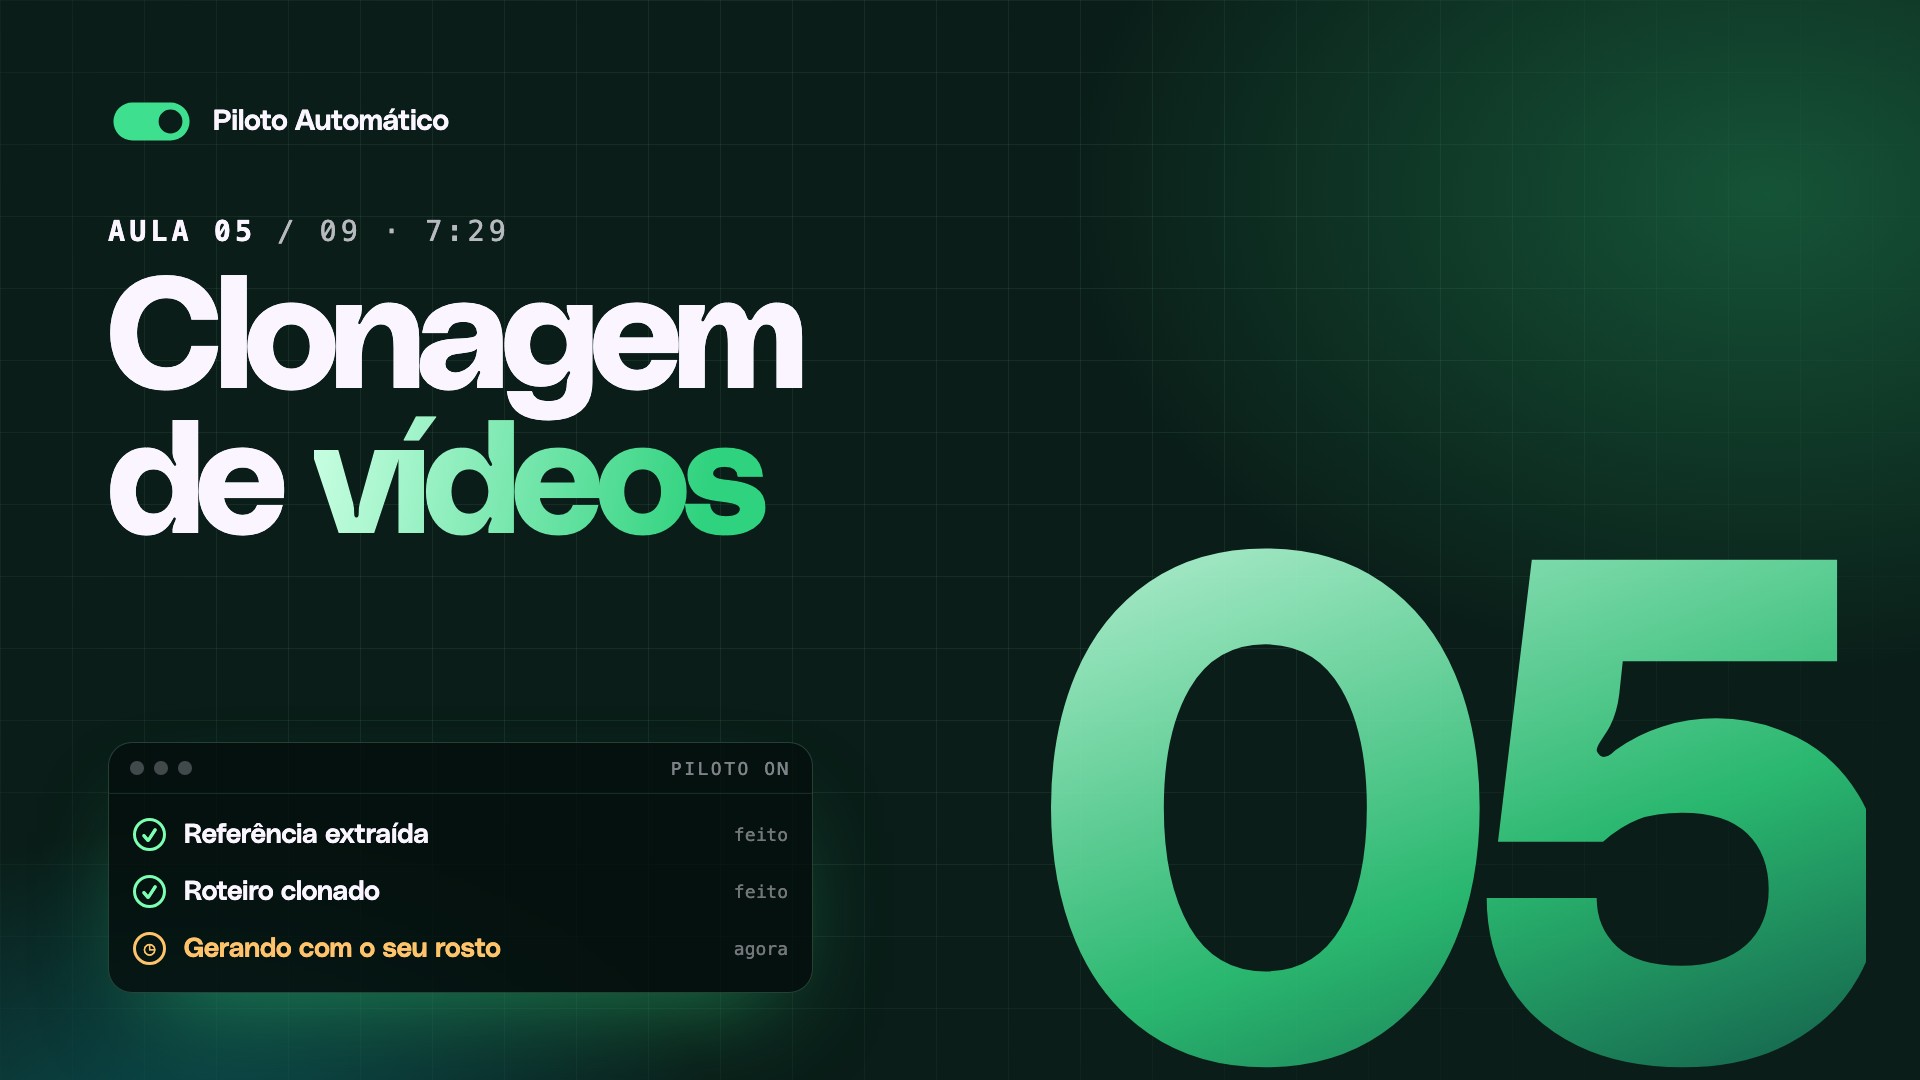 Piloto Automático
AULA 05 / 09 · 7:29
Clonagem
de vídeos
PILOTO ON
Referência extraída feito
Roteiro clonado feito
Gerando com o seu rosto agora
05